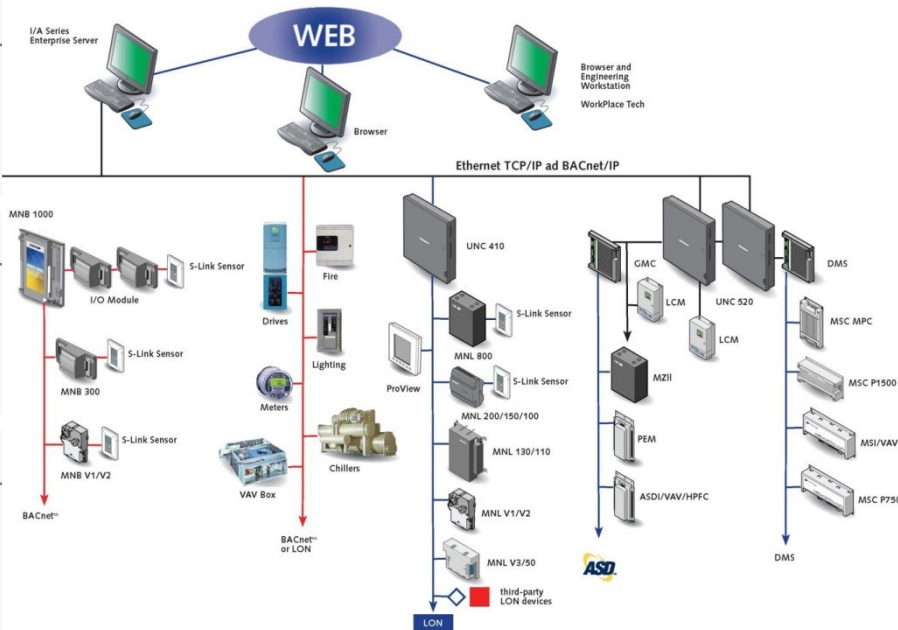 I/A Series
Enterprise Server
WEB
Browser and
Engineering
Workstation
WorkPlace Tech
Browser
Ethernet TCP/IP ad BACnet/IP
MNB 1000
S-Link Sensor
I/O Module
S-Link Sensor
MNB 300
S-Link Sensor
MNB V1/V2
BACnet
Fire
Drives
Lighting
Meters
Chillers
VAV Box
BACnet
or LON
UNC 410
S-Link Sensor
MNL 800
ProView
S-Link Sensor
MNL 200/150/100
MNL 130/110
MNL V1/V2
MNL V3/50
third-party
LON devices
LON
GMC
LCM
UNC 520
LCM
MZII
PEM
ASDI/VAV/HPFC
ASD
DMS
MSC MPC
MSC P1500
MSI/VAV
MSC P750
DMS